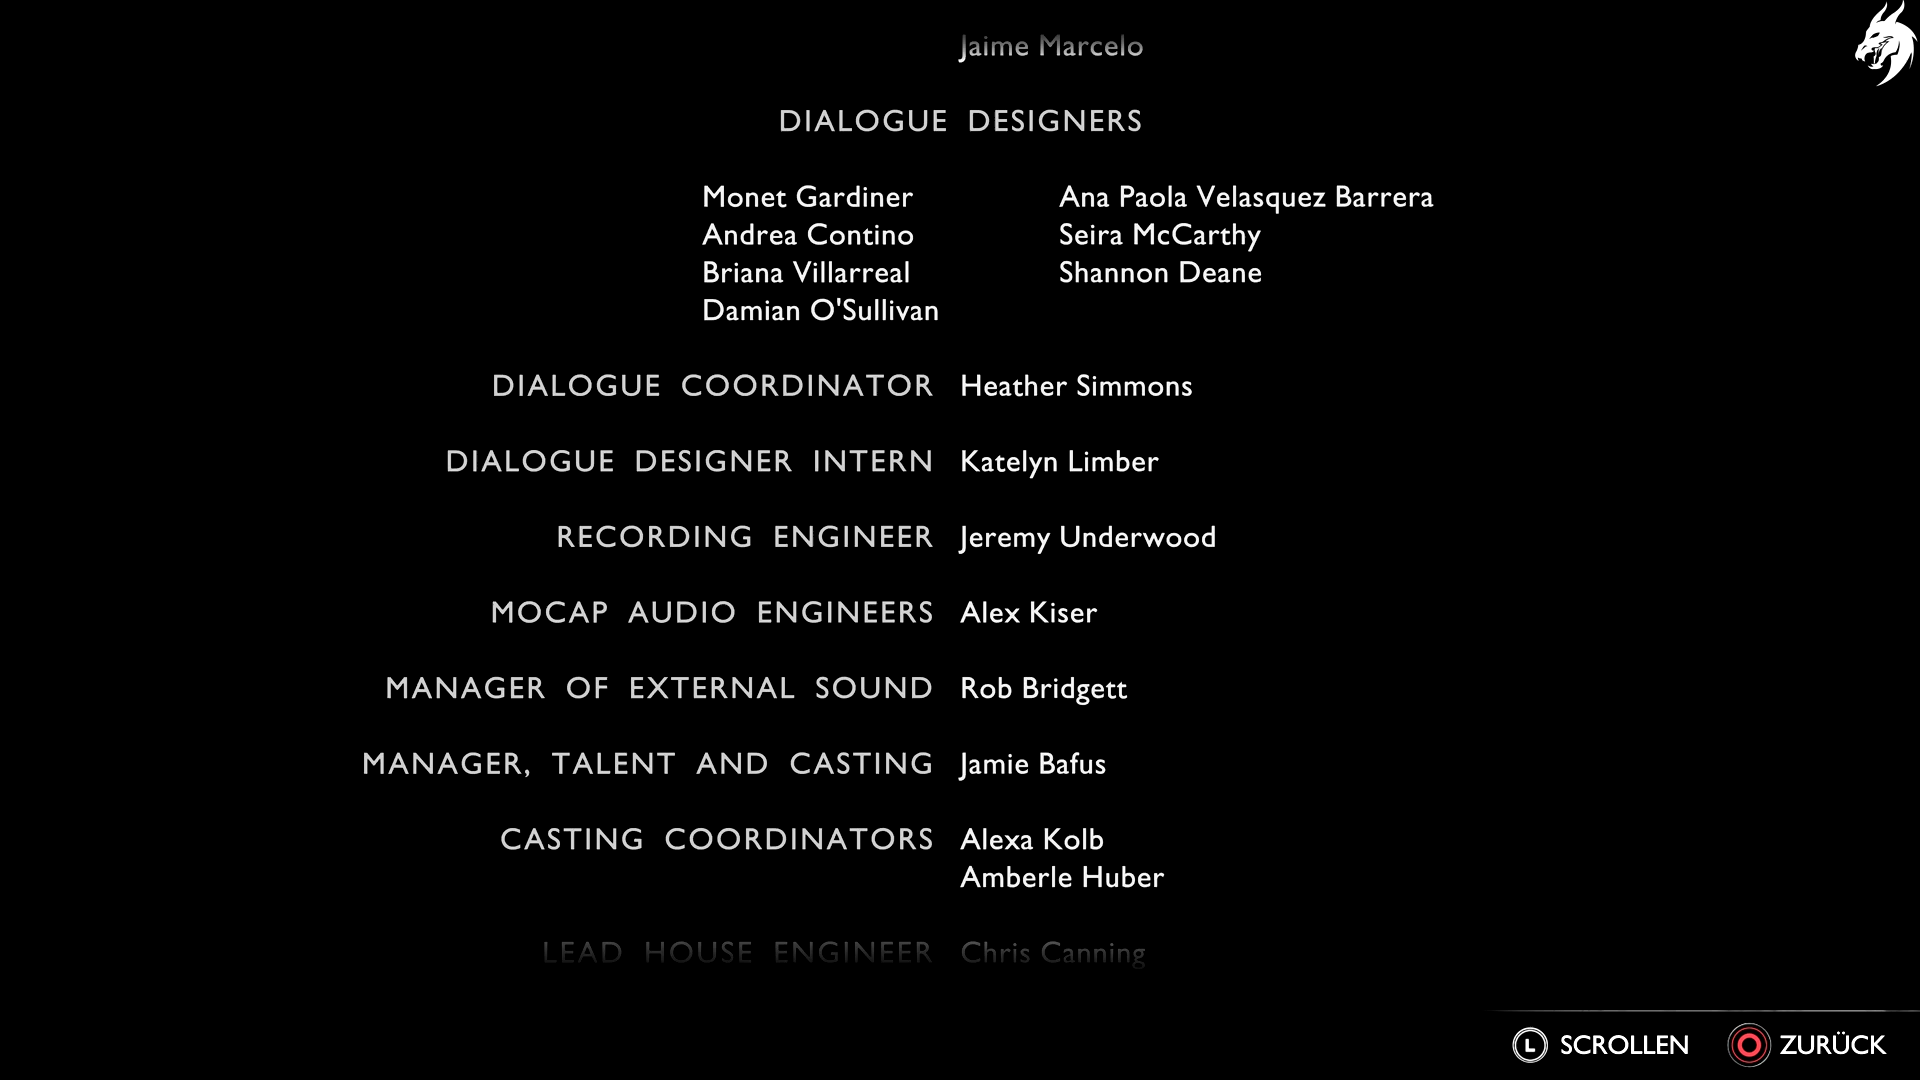 Jaime Marcelo
DIALOGUE DESIGNERS
Monet Gardiner Ana Paola Velasquez Barrera
Andrea Contino Seira McCarthy
Briana Villarreal Shannon Deane
Damian O'Sullivan
DIALOGUE COORDINATOR Heather Simmons
DIALOGUE DESIGNER INTERN Katelyn Limber
RECORDING ENGINEER Jeremy Underwood
MOCAP AUDIO ENGINEERS Alex Kiser
MANAGER OF EXTERNAL SOUND Rob Bridgett
MANAGER, TALENT AND CASTING Jamie Bafus
CASTING COORDINATORS Alexa Kolb
Amberle Huber
LEAD HOUSE ENGINEER Chris Canning
L SCROLLEN ZURÜCK